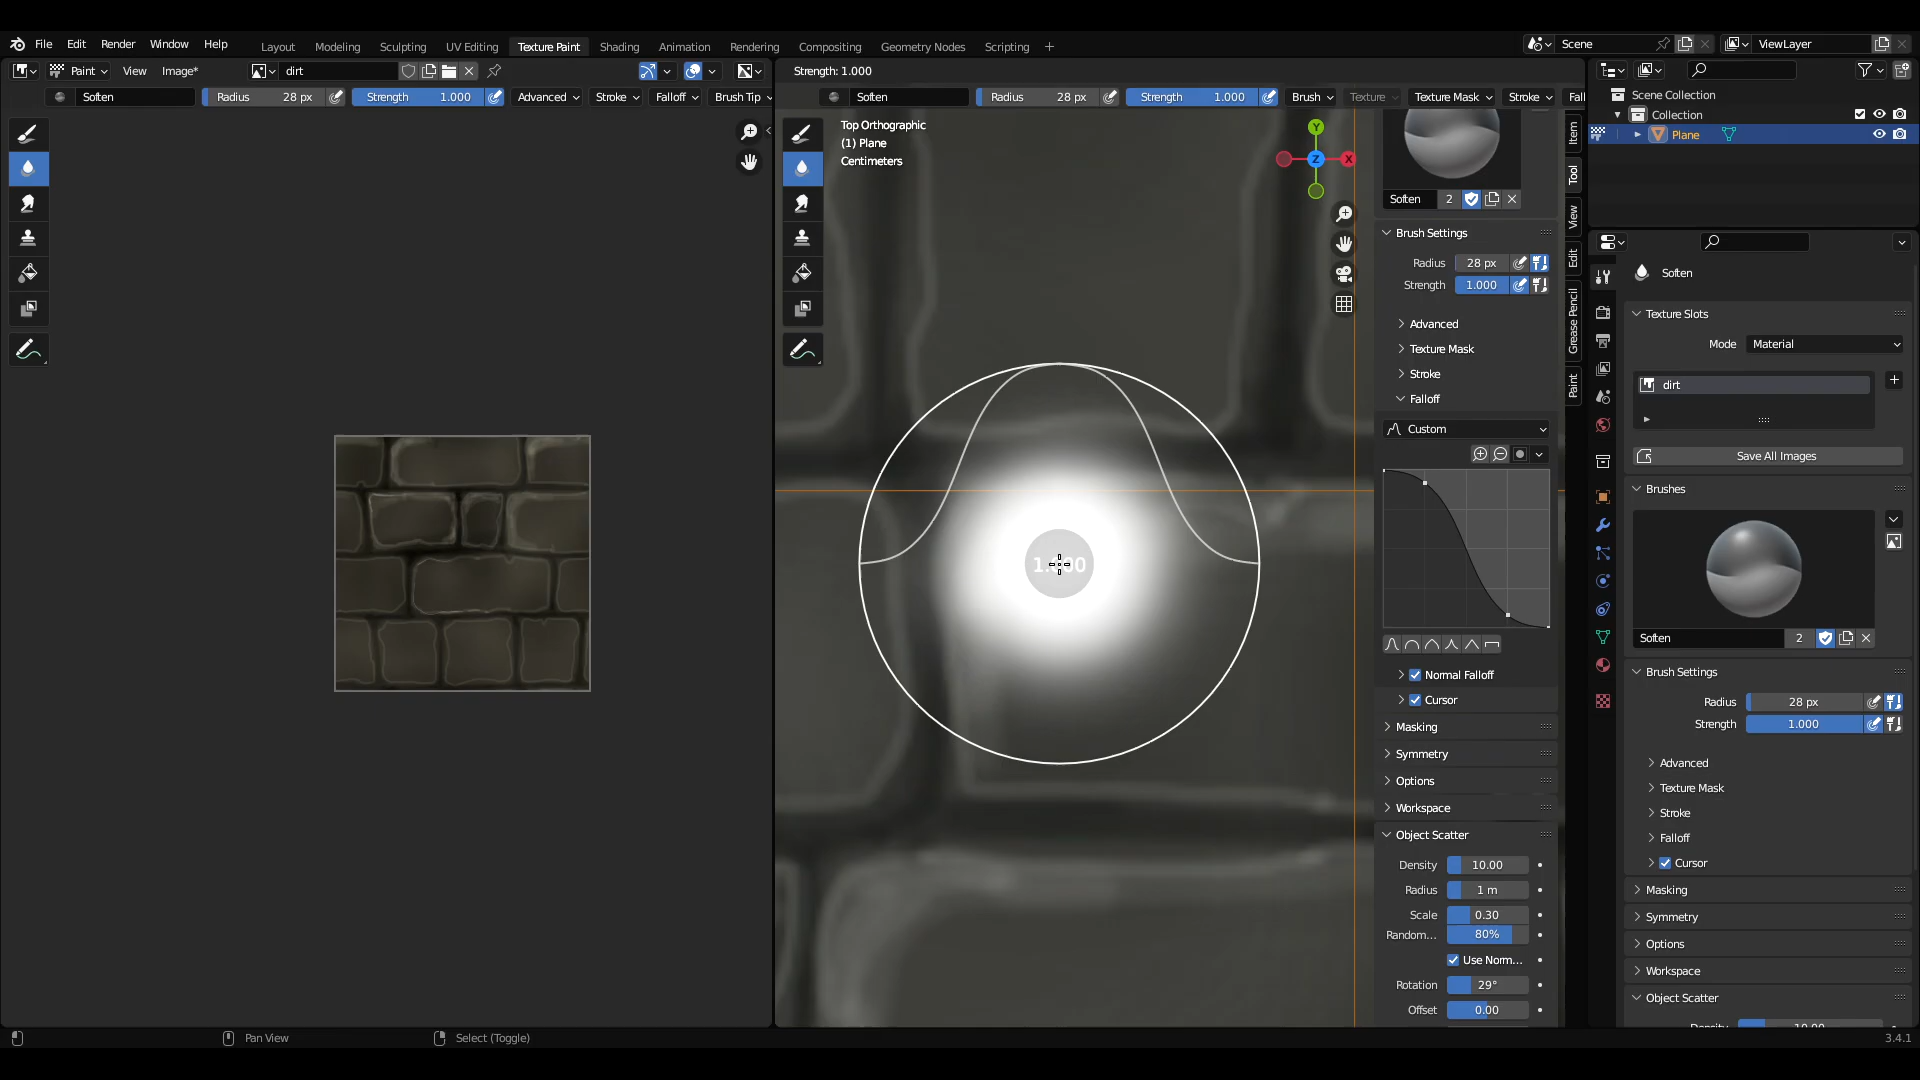 File Edit Render Window Help Layout Modeling Sculpting UV Editing Texture Paint Shading Animation Rendering Compositing Geometry Nodes Scripting + Scene ViewLayer
Paint View Image* dirt Strength: 1.000
Soften Radius 28 px Strength 1.000 Advanced Stroke Falloff Brush Tip Soften Radius 28 px Strength 1.000 Brush Texture Texture Mask Stroke Fall
Top Orthographic
(1) Plane
Centimeters
Y
Z
X
Soften 2
Brush Settings
Radius 28 px
Strength 1.000
Advanced
Texture Mask
Stroke
Falloff
Custom
Normal Falloff
Cursor
Masking
Symmetry
Options
Workspace
Object Scatter
Density 10.00
Radius 1 m
Scale 0.30
Random... 80%
Use Norm...
Rotation 29°
Offset 0.00
Item
Tool
View
Edit
Grease Pencil
Paint
Scene Collection
Collection
Plane
Soften
Texture Slots
Mode Material
dirt
Save All Images
Brushes
Soften 2
Brush Settings
Radius 28 px
Strength 1.000
Advanced
Texture Mask
Stroke
Falloff
Cursor
Masking
Symmetry
Options
Workspace
Object Scatter
Pan View Select (Toggle) 3.4.1